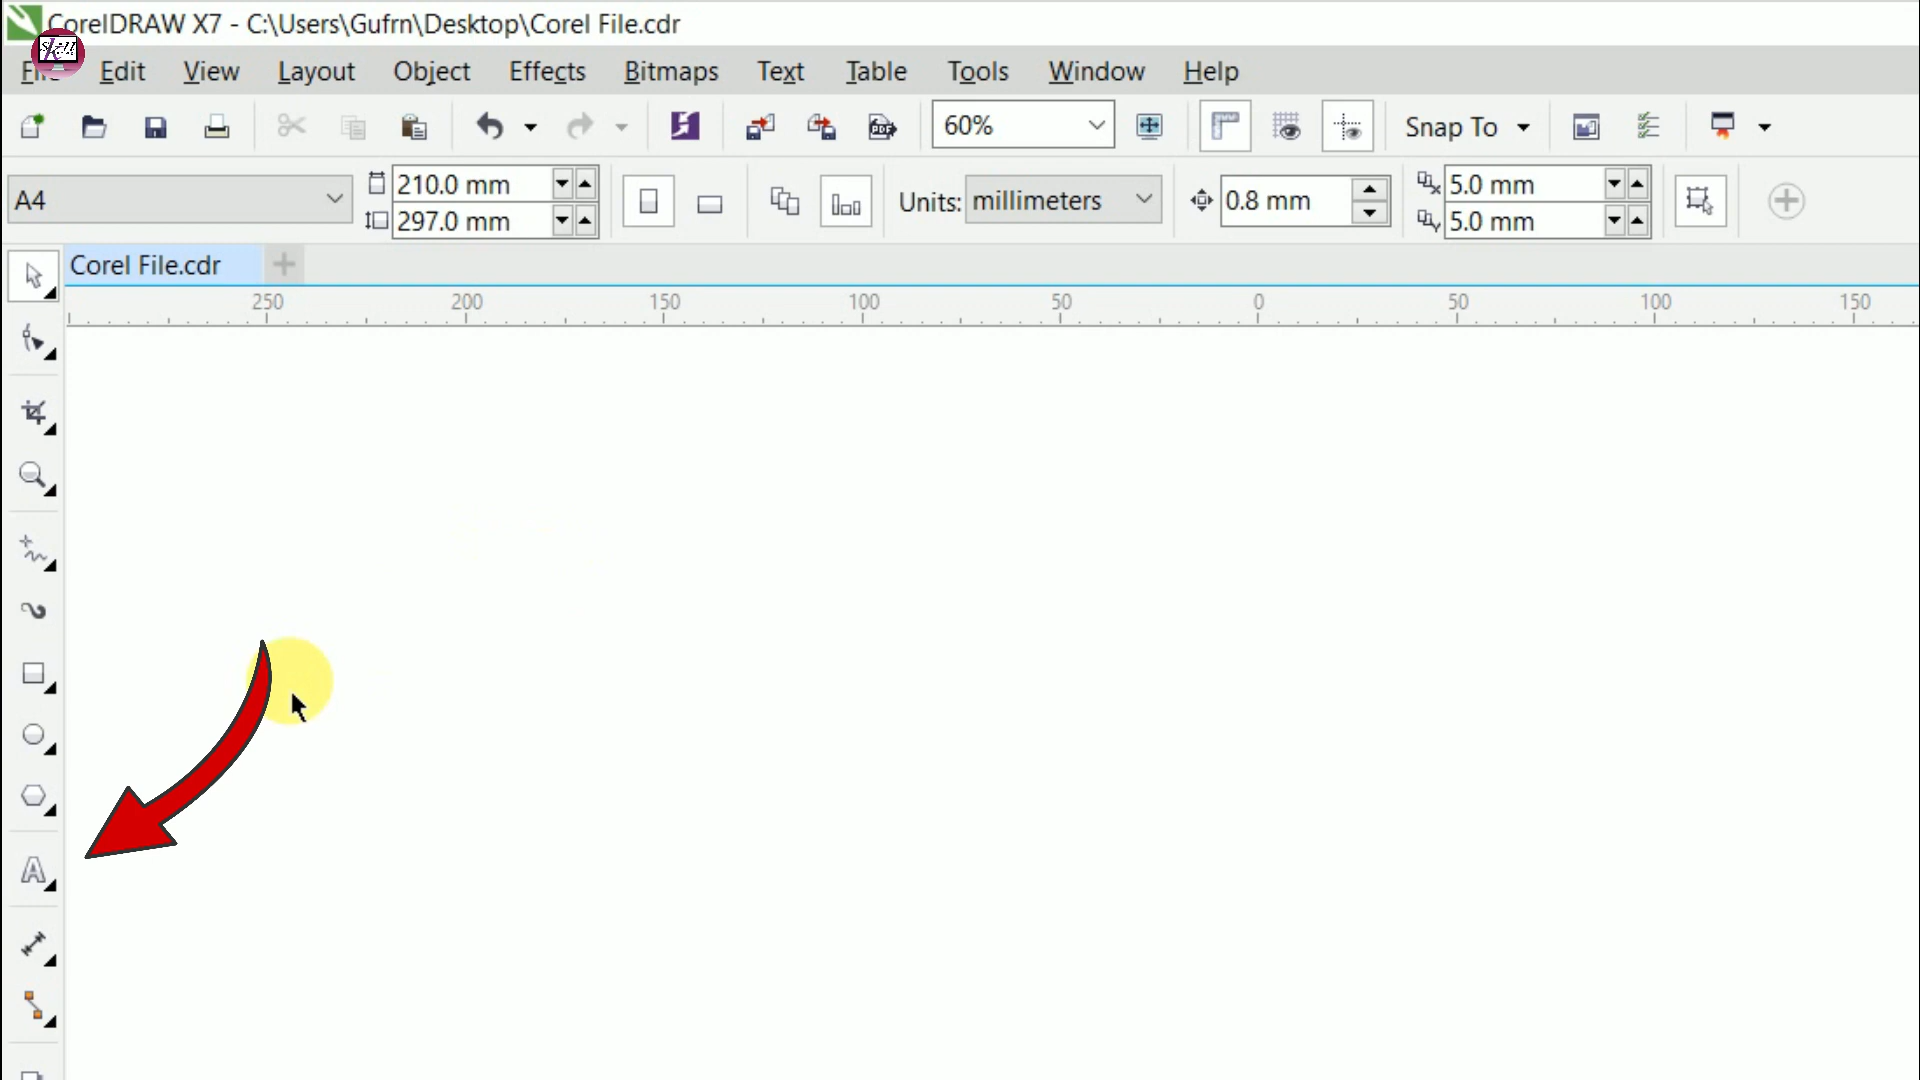 CorelDRAW X7 - C:\Users\Gufrn\Desktop\Corel File.cdr
File Edit View Layout Object Effects Bitmaps Text Table Tools Window Help
PDF 60% Snap To
A4 210.0 mm 297.0 mm Units: millimeters 0.8 mm 5.0 mm 5.0 mm
Corel File.cdr
250 200 150 100 50 0 50 100 150